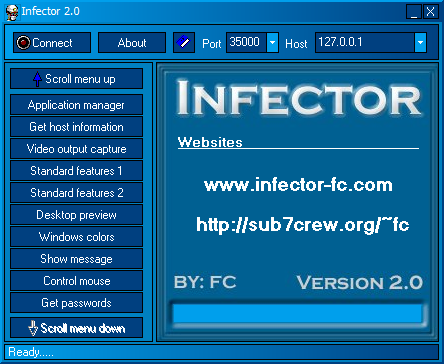 Infector 2.0
Connect About Port 35000 Host 127.0.0.1
Scroll menu up
Application manager
Get host information
Video output capture
Standard features 1
Standard features 2
Desktop preview
Windows colors
Show message
Control mouse
Get passwords
Scroll menu down
INFECTOR
Websites
www.infector-fc.com
http://sub7crew.org/~fc
BY: FC VERSION 2.0
Ready.....